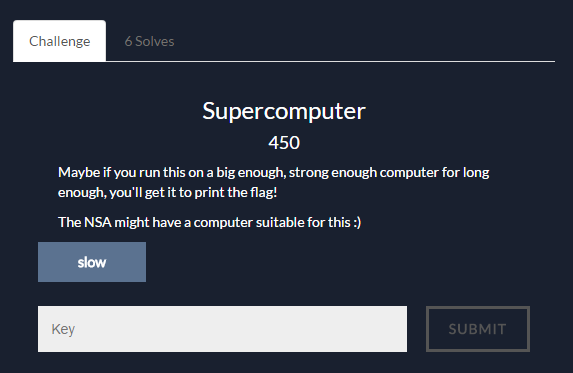 Challenge
6 Solves
Supercomputer
450
Maybe if you run this on a big enough, strong enough computer for long
enough, you'll get it to print the flag!
The NSA might have a computer suitable for this :)
slow
Key
SUBMIT